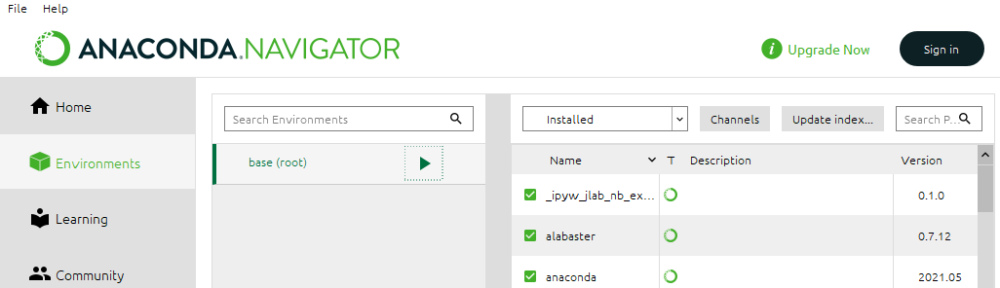 File Help
ANACONDA.NAVIGATOR
Upgrade Now
Sign in
Home
Environments
Learning
Community
Search Environments
base (root)
Installed
Channels
Update index...
Search P...
Name T Description Version
_ipyw_jlab_nb_ex... 0.1.0
alabaster 0.7.12
anaconda 2021.05